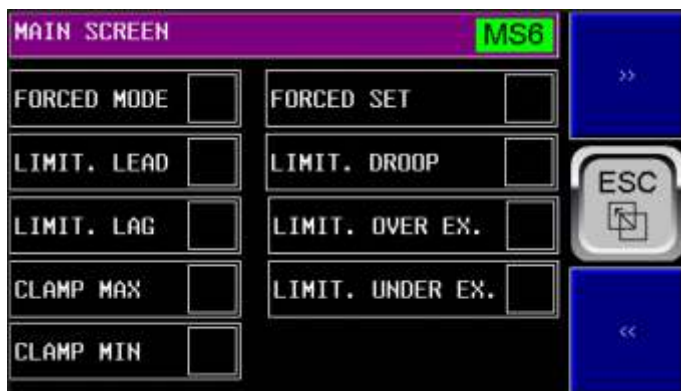 MAIN SCREEN MS6
>>
FORCED MODE FORCED SET
LIMIT. LEAD LIMIT. DROOP
ESC
LIMIT. LAG LIMIT. OVER EX.
CLAMP MAX LIMIT. UNDER EX.
CLAMP MIN
<<